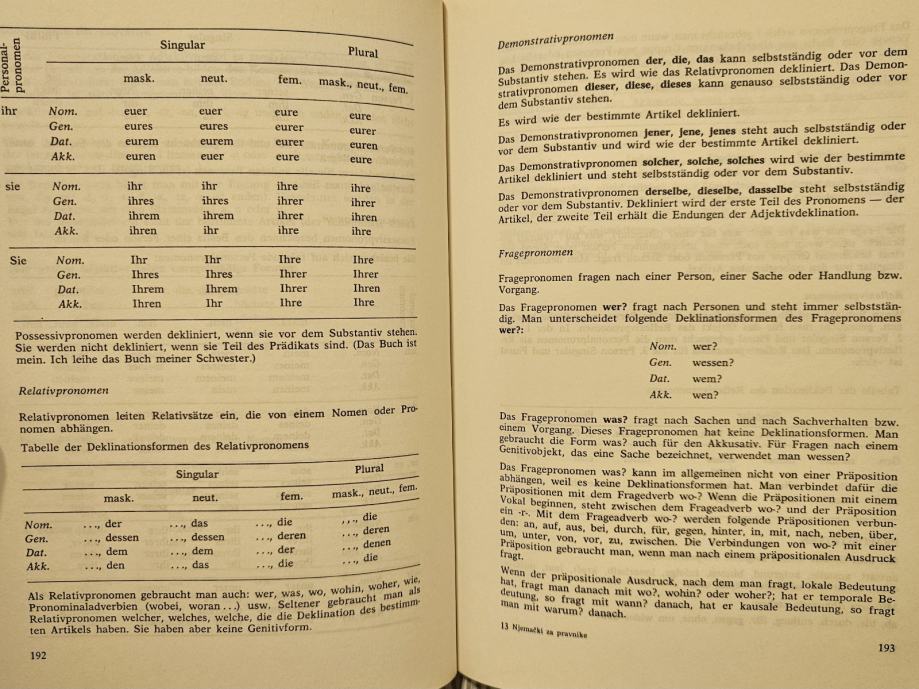 Personal-
pronomen
Singular
Plural
mask. neut. fem. mask., neut., fem.
ihr Nom. euer euer eure eure
Gen. eures eures eurer eurer
Dat. eurem eurem eurer euren
Akk. euren euer eure eure
sie Nom. ihr ihr ihre ihre
Gen. ihres ihres ihrer ihrer
Dat. ihrem ihrem ihrer ihren
Akk. ihren ihr ihre ihre
Sie Nom. Ihr Ihr Ihre Ihre
Gen. Ihres Ihres Ihrer Ihrer
Dat. Ihrem Ihrem Ihrer Ihren
Akk. Ihren Ihr Ihre Ihre
Possessivpronomen werden dekliniert, wenn sie vor dem Substantiv stehen.
Sie werden nicht dekliniert, wenn sie Teil des Prädikats sind. (Das Buch ist
mein. Ich leihe das Buch meiner Schwester.)
Relativpronomen
Relativpronomen leiten Relativsätze ein, die von einem Nomen oder Pro-
nomen abhängen.
Tabelle der Deklinationsformen des Relativpronomens
Singular Plural
mask. neut. fem. mask., neut., fem.
Nom. ..., der ..., das ..., die ..., die
Gen. ..., dessen ..., dessen ..., deren ..., deren
Dat. ..., dem ..., dem ..., der ..., denen
Akk. ..., den ..., das ..., die ..., die
Als Relativpronomen gebraucht man auch: wer, was, wo, wohin, woher, wie,
Pronominaladverbien (wobei, woran...) usw. Seltener gebraucht man als
Relativpronomen welcher, welches, welche, die die Deklination des bestimm-
ten Artikels haben. Sie haben aber keine Genitivform.
192
Demonstrativpronomen
Das Demonstrativpronomen der, die, das kann selbstständig oder vor dem
Substantiv stehen. Es wird wie das Relativpronomen dekliniert. Das Demon-
strativpronomen dieser, diese, dieses kann genauso selbstständig oder vor
dem Substantiv stehen.
Es wird wie der bestimmte Artikel dekliniert.
Das Demonstrativpronomen jener, jene, jenes steht auch selbstständig oder
vor dem Substantiv und wird wie der bestimmte Artikel dekliniert.
Das Demonstrativpronomen solcher, solche, solches wird wie der bestimmte
Artikel dekliniert und steht selbstständig oder vor dem Substantiv.
Das Demonstrativpronomen derselbe, dieselbe, dasselbe steht selbstständig
oder vor dem Substantiv. Dekliniert wird der erste Teil des Pronomens — der
Artikel, der zweite Teil erhält die Endungen der Adjektivdeklination.
Fragepronomen
Fragepronomen fragen nach einer Person, einer Sache oder Handlung bzw.
Vorgang.
Das Fragepronomen wer? fragt nach Personen und steht immer selbststän-
dig. Man unterscheidet folgende Deklinationsformen des Fragepronomens
wer?:
Nom. wer?
Gen. wessen?
Dat. wem?
Akk. wen?
Das Fragepronomen was? fragt nach Sachen und nach Sachverhalten bzw.
einem Vorgang. Dieses Fragepronomen hat keine Deklinationsformen. Man
gebraucht die Form was? auch für den Akkusativ. Für Fragen nach einem
Genitivobjekt, das eine Sache bezeichnet, verwendet man wessen?
Das Fragepronomen was? kann im allgemeinen nicht von einer Präposition
abhängen, weil es keine Deklinationsformen hat. Man verbindet dafür die
Präpositionen mit dem Fragedverb wo-? Wenn die Präpositionen mit einem
Vokal beginnen, steht zwischen dem Frageadverb wo-? und der Präposition
ein -r-. Mit dem Frageadverb wo-? werden folgende Präpositionen verbun-
den: an, auf, aus, bei, durch, für, gegen, hinter, in, mit, nach, neben, über,
um, unter, von, vor, zu, zwischen. Die Verbindungen von wo-? mit einer
Präposition gebraucht man, wenn man nach einem präpositionalen Ausdruck
fragt.
Wenn der präpositionale Ausdruck, nach dem man fragt, lokale Bedeutung
hat, fragt man danach mit wo?, wohin? oder woher?; hat er temporale Be-
deutung, so fragt mit wann? danach, hat er kausale Bedeutung, so fragt
man mit warum? danach.
13 Njemački za pravnike
193